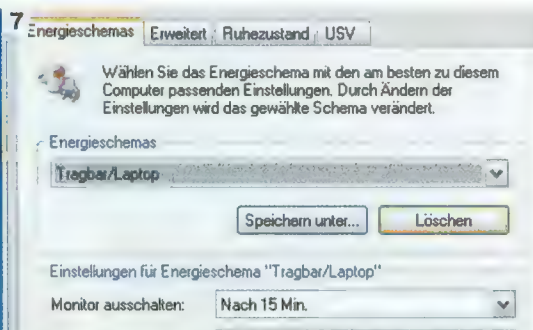 7
Energieschemas Erweitert Ruhezustand USV
Wählen Sie das Energieschema mit den am besten zu diesem
Computer passenden Einstellungen. Durch Ändern der
Einstellungen wird das gewählte Schema verändert.
Energieschemas
Tragbar/Laptop
Speichern unter... Löschen
Einstellungen für Energieschema "Tragbar/Laptop"
Monitor ausschalten: Nach 15 Min.